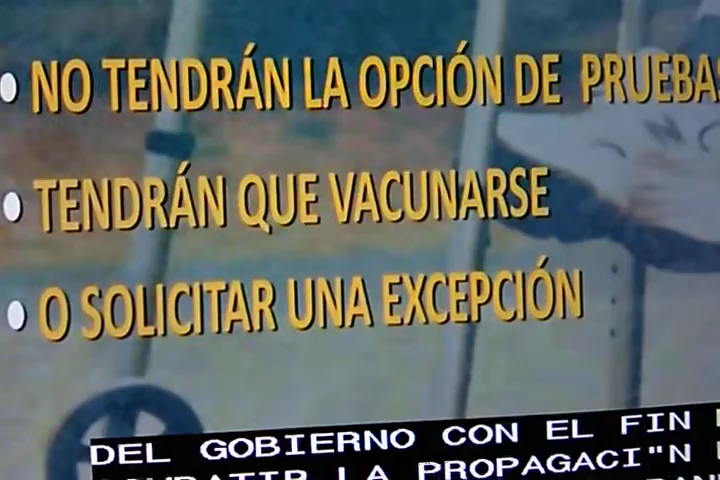 • NO TENDRÁN LA OPCIÓN DE PRUEBAS
• TENDRÁN QUE VACUNARSE
• O SOLICITAR UNA EXCEPCIÓN
DEL GOBIERNO CON EL FIN
COMBATIR LA PROPAGACI"N